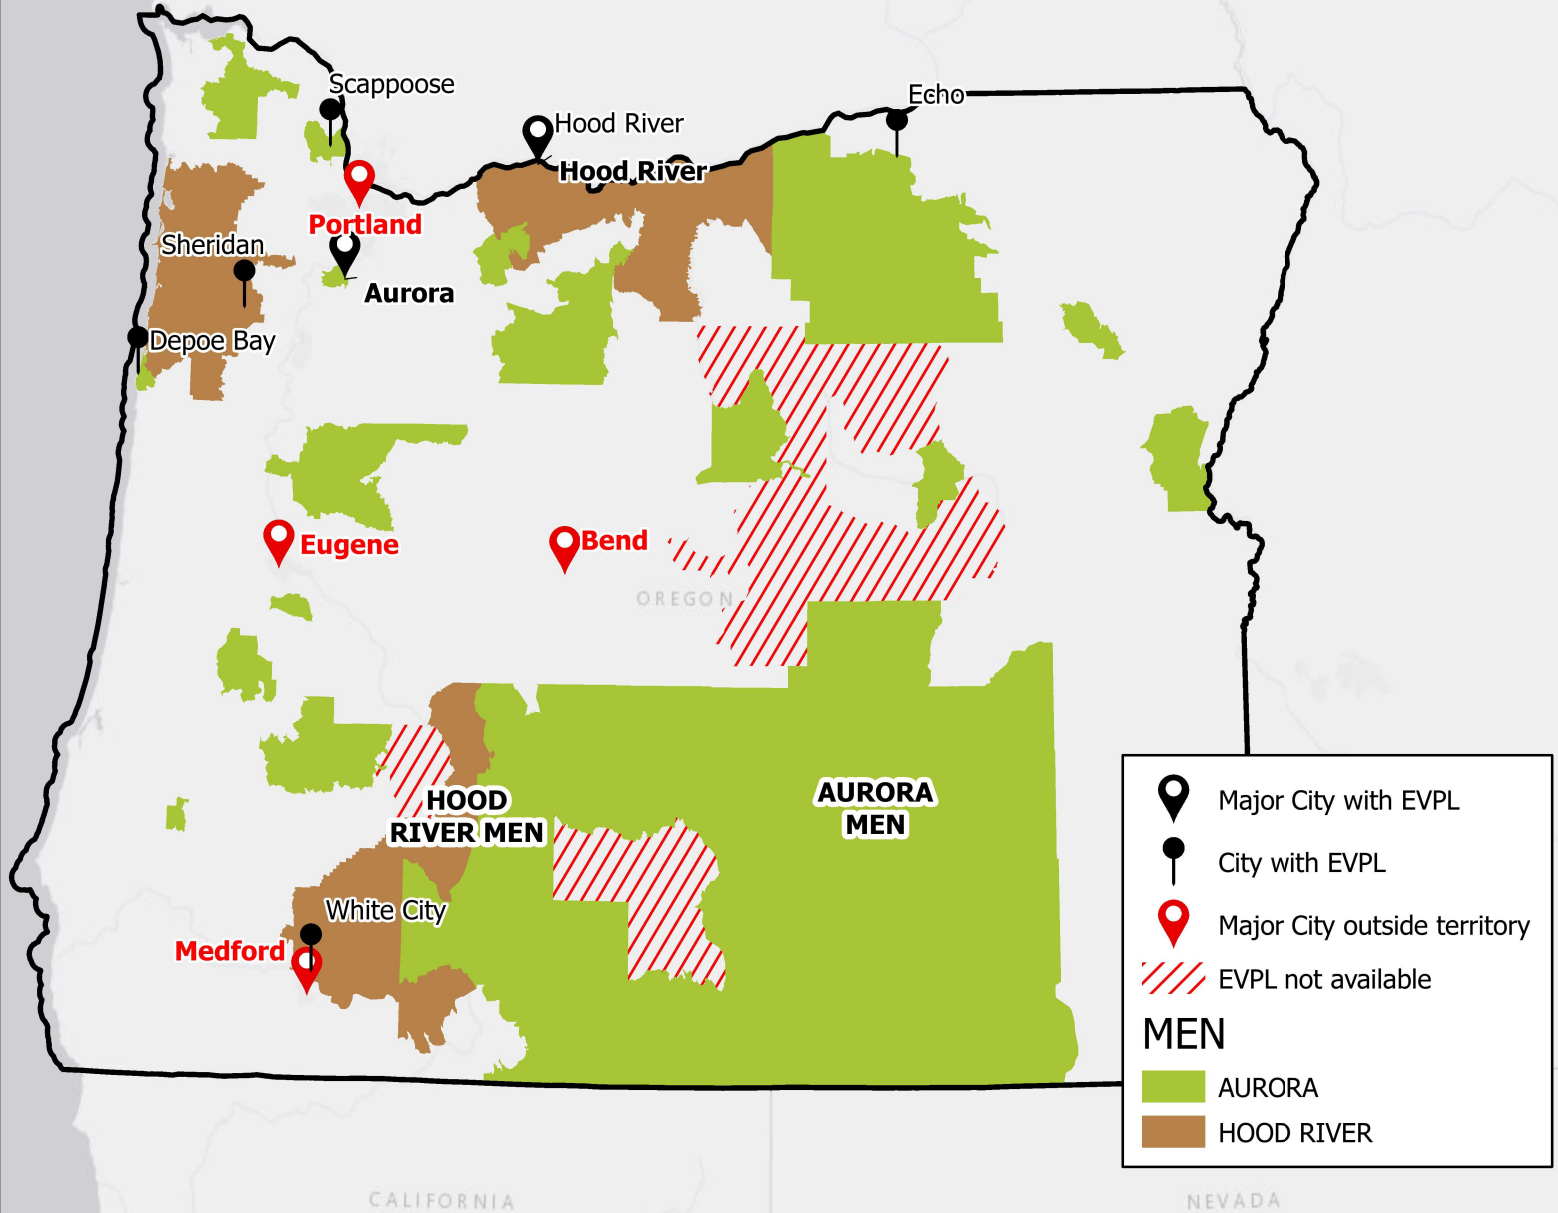 Scappoose
Echo
Hood River
Hood River
Portland
Sheridan
Aurora
Depoe Bay
Eugene
Bend
OREGON
HOOD
RIVER MEN
AURORA
MEN
White City
Medford
Major City with EVPL
City with EVPL
Major City outside territory
EVPL not available
MEN
AURORA
HOOD RIVER
CALIFORNIA
NEVADA